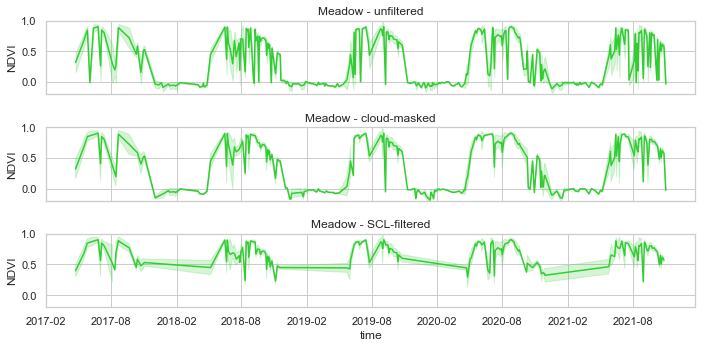 Meadow - unfiltered
1.0
0.5
0.0
NDVI
Meadow - cloud-masked
1.0
0.5
0.0
NDVI
Meadow - SCL-filtered
1.0
0.5
0.0
NDVI
2017-02 2017-08 2018-02 2018-08 2019-02 2019-08 2020-02 2020-08 2021-02 2021-08
time